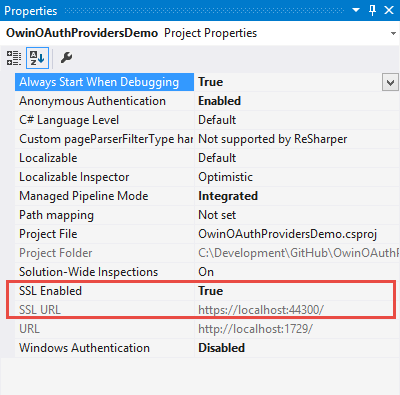 Properties
OwinOAuthProvidersDemo Project Properties
Always Start When Debugging True
Anonymous Authentication Enabled
C# Language Level Default
Custom pageParserFilterType har Not supported by ReSharper
Localizable Default
Localizable Inspector Optimistic
Managed Pipeline Mode Integrated
Path mapping Not set
Project File OwinOAuthProvidersDemo.csproj
Project Folder C:\Development\GitHub\OwinOAuthP
Solution-Wide Inspections On
SSL Enabled True
SSL URL https://localhost:44300/
URL http://localhost:1729/
Windows Authentication Disabled